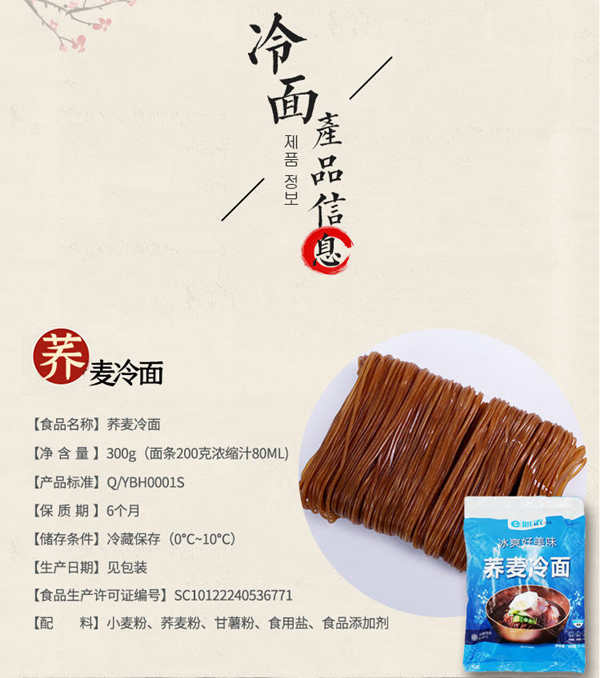 冷面
產品信息
제품 정보
荞麦冷面
【食品名称】荞麦冷面
【净 含 量】300g（面条200克浓缩汁80ML)
【产品标准】Q/YBH0001S
【保 质 期】6个月
【储存条件】冷藏保存（0°C~10°C）
【生产日期】见包装
【食品生产许可证编号】SC10122240536771
【配 料】小麦粉、荞麦粉、甘薯粉、食用盐、食品添加剂
冰爽好美味
荞麦冷面